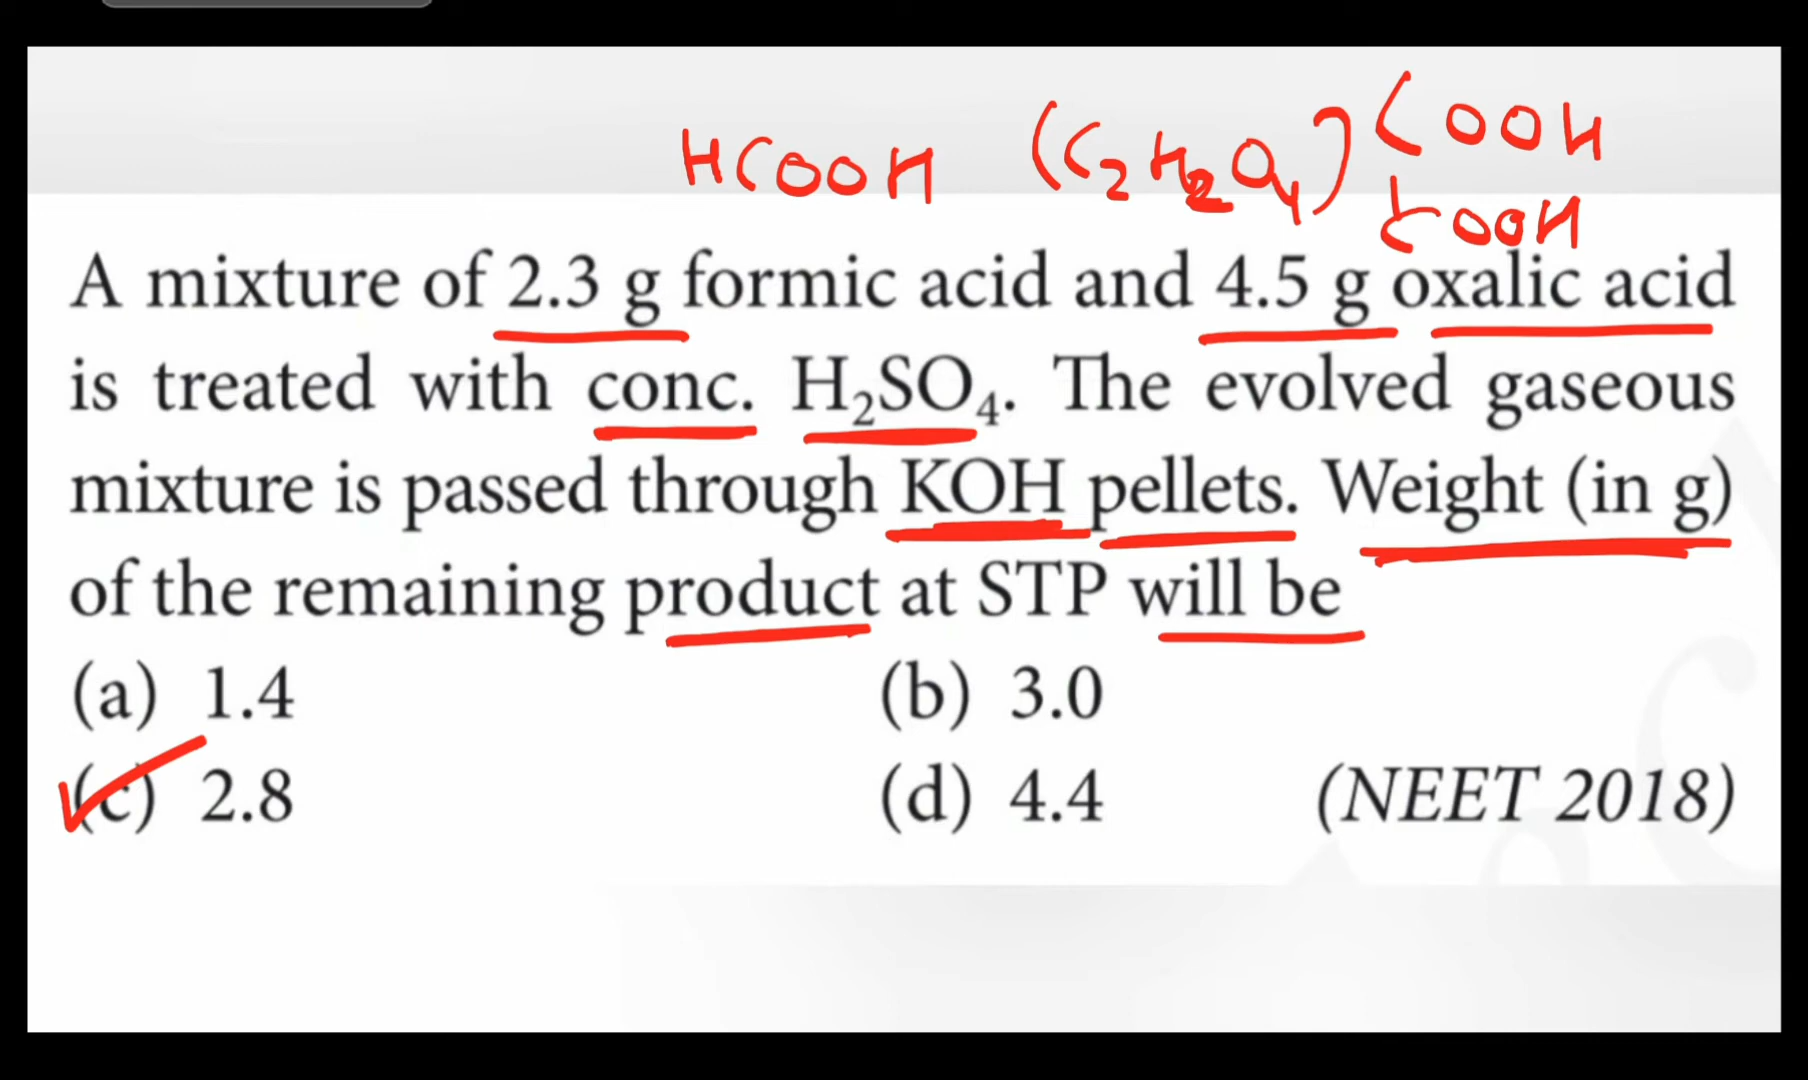 HCOOH (C₂H₂O₄) COOH
COOH
A mixture of 2.3 g formic acid and 4.5 g oxalic acid
is treated with conc. H₂SO₄. The evolved gaseous
mixture is passed through KOH pellets. Weight (in g)
of the remaining product at STP will be
(a) 1.4 (b) 3.0
(c) 2.8 (d) 4.4 (NEET 2018)